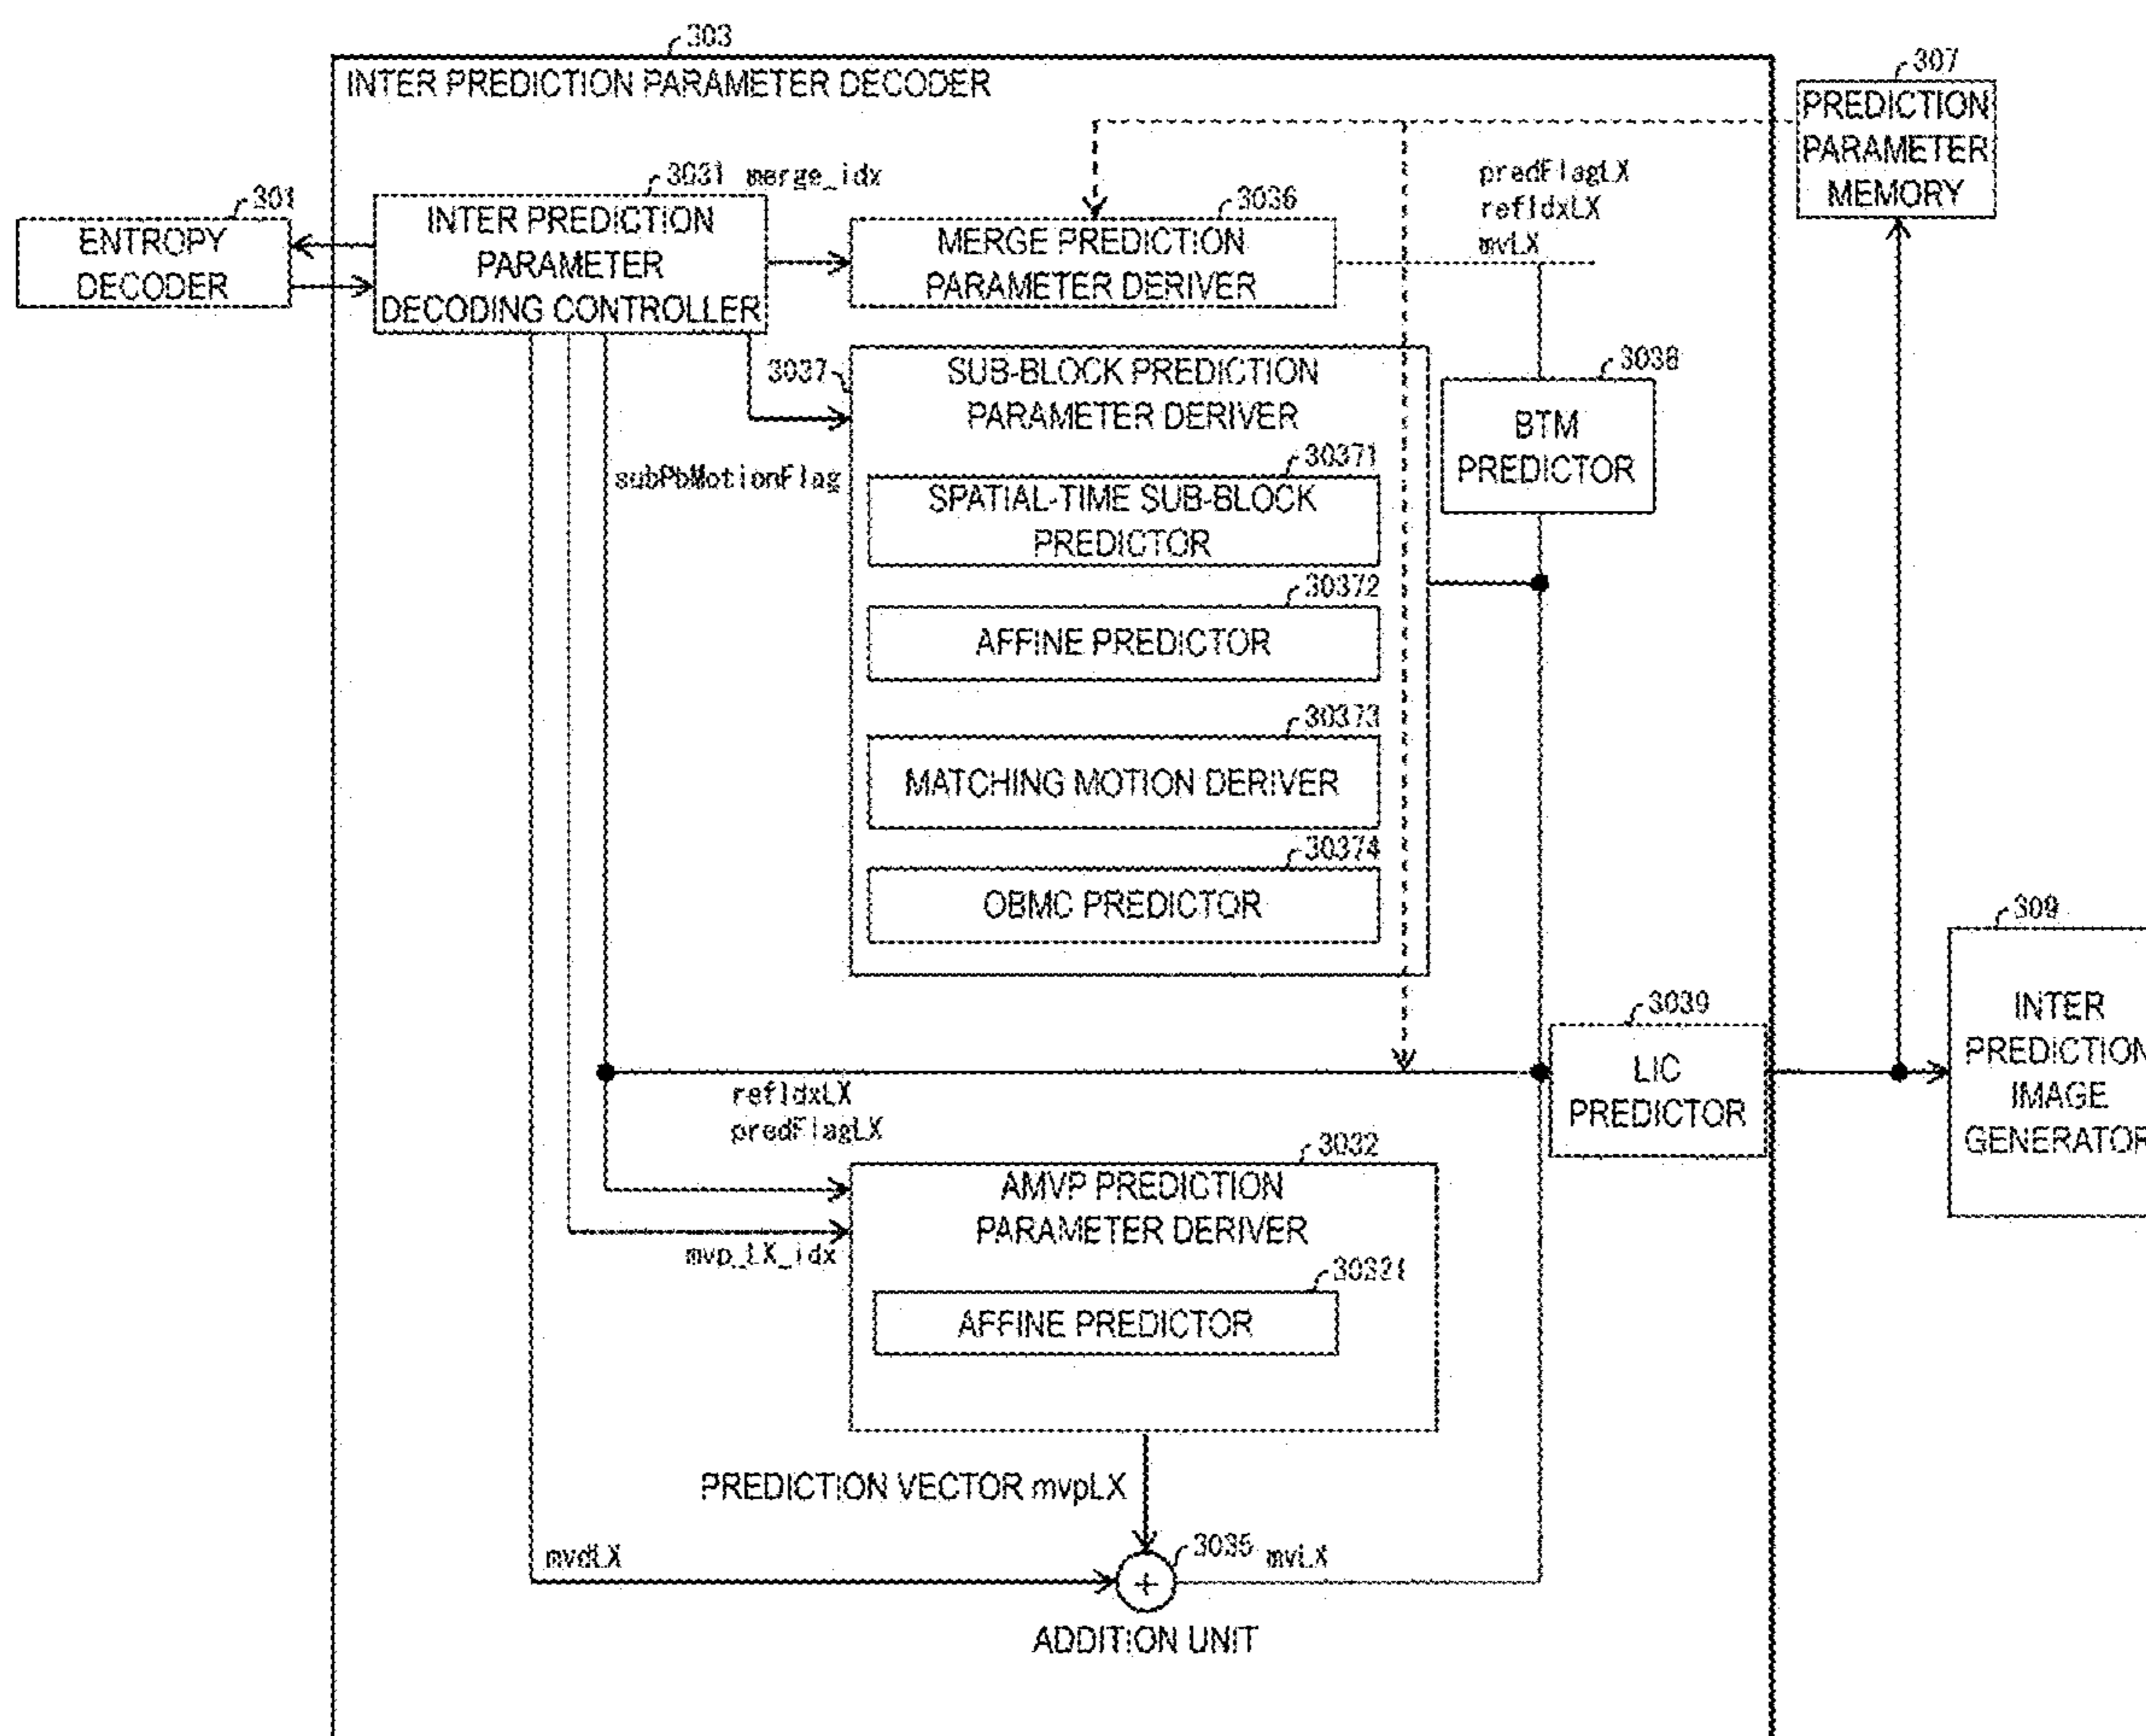 303
INTER PREDICTION PARAMETER DECODER
307
PREDICTION
PARAMETER
MEMORY
301
ENTROPY
DECODER
3031
merge_idx
INTER PREDICTION
PARAMETER
DECODING CONTROLLER
3036
MERGE PREDICTION
PARAMETER DERIVER
predFlagLX
refIdxLX
mvLX
3037
SUB-BLOCK PREDICTION
PARAMETER DERIVER
3038
BTM
PREDICTOR
subPbMotionFlag
30371
SPATIAL-TIME SUB-BLOCK
PREDICTOR
30372
AFFINE PREDICTOR
30373
MATCHING MOTION DERIVER
30374
OBMC PREDICTOR
309
INTER
PREDICTION
IMAGE
GENERATOR
3039
LIC
PREDICTOR
refIdxLX
predFlagLX
3032
AMVP PREDICTION
PARAMETER DERIVER
mvp_LX_idx
30321
AFFINE PREDICTOR
PREDICTION VECTOR mvpLX
mvdLX
3035
mvLX
+
ADDITION UNIT